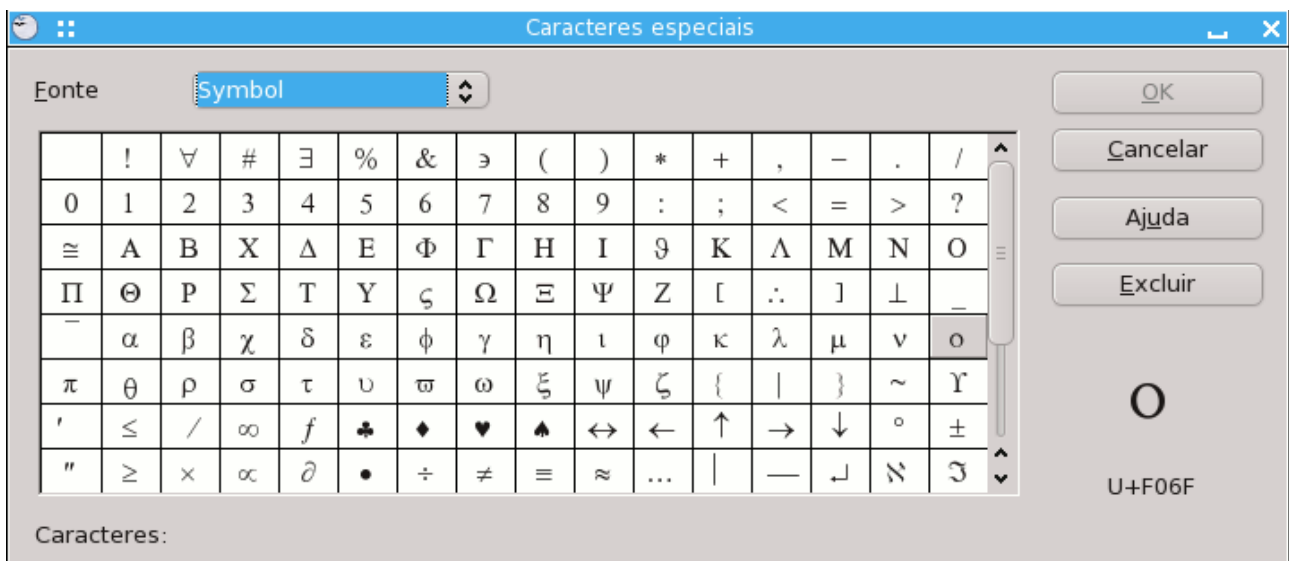 Caracteres especiais
Fonte Symbol
OK
Cancelar
Ajuda
Excluir
! ∀ # ∃ % & ∍ ( ) ∗ + , − . /
0 1 2 3 4 5 6 7 8 9 : ; < = > ?
≅ Α Β Χ Δ Ε Φ Γ Η Ι ϑ Κ Λ Μ Ν Ο
Π Θ Ρ Σ Τ Υ ς Ω Ξ Ψ Ζ [ ∴ ] ⊥ _
‾ α β χ δ ε ϕ γ η ι φ κ λ μ ν ο
π θ ρ σ τ υ ϖ ω ξ ψ ζ { | } ~ ϒ
′ ≤ ⁄ ∞ ƒ ♣ ♦ ♥ ♠ ↔ ← ↑ → ↓ ° ±
″ ≥ × ∝ ∂ • ÷ ≠ ≡ ≈ … ⏐ — ↵ ℵ ℑ
ο
U+F06F
Caracteres: